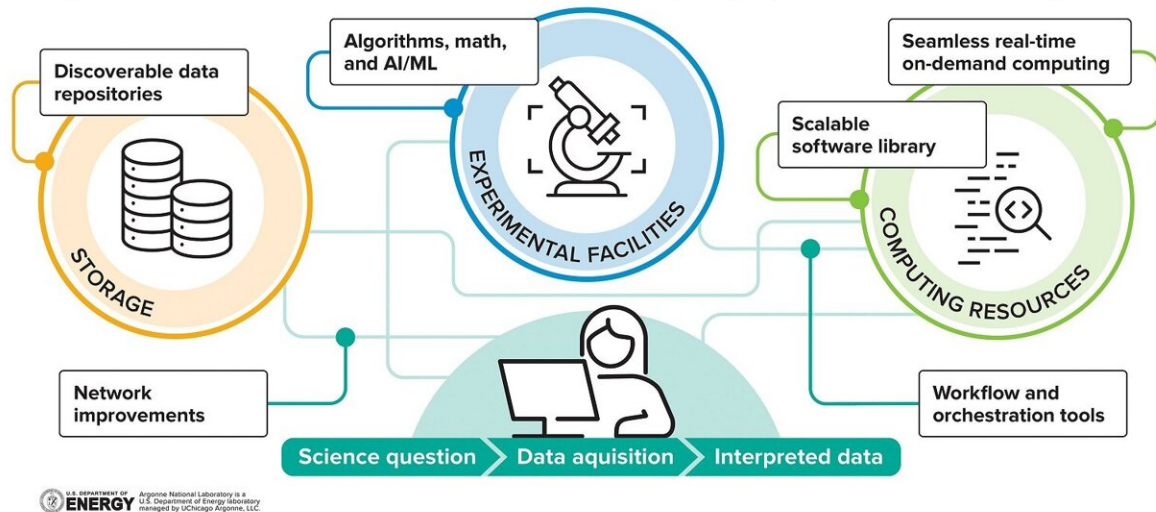 Discoverable data
repositories
Algorithms, math,
and AI/ML
Seamless real-time
on-demand computing
Scalable
software library
STORAGE
EXPERIMENTAL FACILITIES
COMPUTING RESOURCES
Network
improvements
Workflow and
orchestration tools
Science question
Data aquisition
Interpreted data
U.S. DEPARTMENT OF
ENERGY
Argonne National Laboratory is a
U.S. Department of Energy laboratory
managed by UChicago Argonne, LLC.